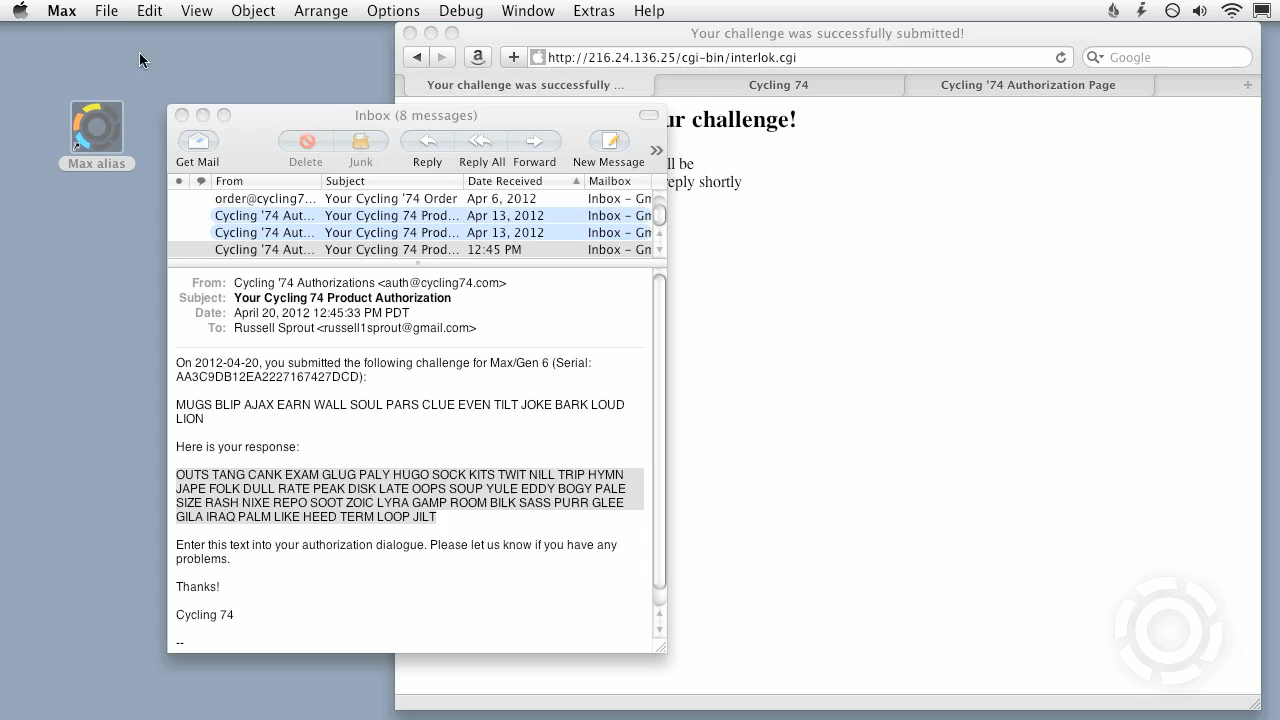 Max File Edit View Object Arrange Options Debug Window Extras Help
Your challenge was successfully submitted!
http://216.24.136.25/cgi-bin/interlok.cgi
Google
Your challenge was successfully ...
Cycling 74
Cycling '74 Authorization Page
ur challenge!
ll be
eply shortly
Max alias
Inbox (8 messages)
Get Mail Delete Junk Reply Reply All Forward New Message
From Subject Date Received Mailbox
order@cycling7... Your Cycling '74 Order Apr 6, 2012 Inbox – Gm
Cycling '74 Aut... Your Cycling 74 Prod... Apr 13, 2012 Inbox – Gm
Cycling '74 Aut... Your Cycling 74 Prod... Apr 13, 2012 Inbox – Gm
Cycling '74 Aut... Your Cycling 74 Prod... 12:45 PM Inbox – Gm
From: Cycling '74 Authorizations <auth@cycling74.com>
Subject: Your Cycling 74 Product Authorization
Date: April 20, 2012 12:45:33 PM PDT
To: Russell Sprout <russell1sprout@gmail.com>
On 2012-04-20, you submitted the following challenge for Max/Gen 6 (Serial:
AA3C9DB12EA2227167427DCD):
MUGS BLIP AJAX EARN WALL SOUL PARS CLUE EVEN TILT JOKE BARK LOUD
LION
Here is your response:
OUTS TANG CANK EXAM GLUG PALY HUGO SOCK KITS TWIT NILL TRIP HYMN
JAPE FOLK DULL RATE PEAK DISK LATE OOPS SOUP YULE EDDY BOGY PALE
SIZE RASH NIXE REPO SOOT ZOIC LYRA GAMP ROOM BILK SASS PURR GLEE
GILA IRAQ PALM LIKE HEED TERM LOOP JILT
Enter this text into your authorization dialogue. Please let us know if you have any
problems.
Thanks!
Cycling 74
--